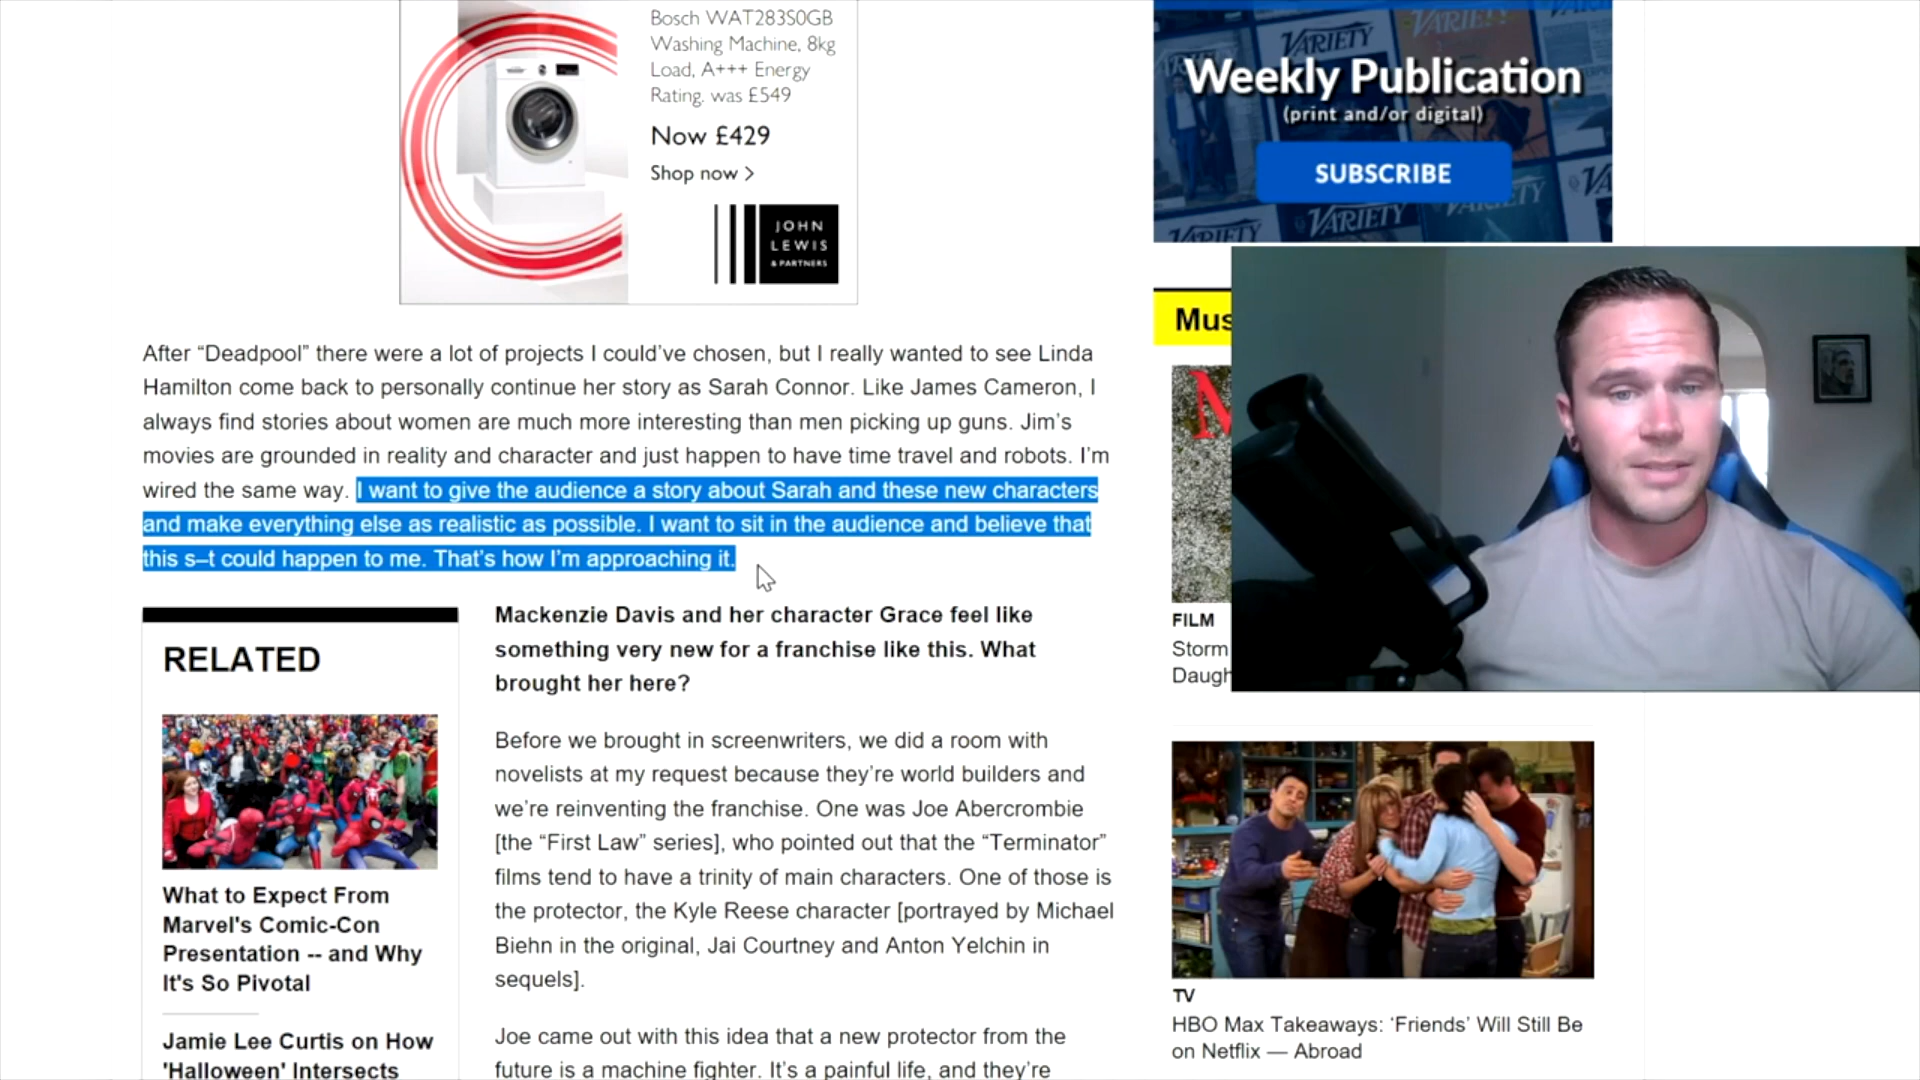 Bosch WAT283S0GB
Washing Machine, 8kg
Load, A+++ Energy
Rating. was £549
Now £429
Shop now >
JOHN
LEWIS
& PARTNERS
VARIETY
VARIETY
Weekly Publication
(print and/or digital)
SUBSCRIBE
VARIETY
VARIETY
VARIETY
After “Deadpool” there were a lot of projects I could’ve chosen, but I really wanted to see Linda
Hamilton come back to personally continue her story as Sarah Connor. Like James Cameron, I
always find stories about women are much more interesting than men picking up guns. Jim’s
movies are grounded in reality and character and just happen to have time travel and robots. I’m
wired the same way. I want to give the audience a story about Sarah and these new characters
and make everything else as realistic as possible. I want to sit in the audience and believe that
this s–t could happen to me. That’s how I’m approaching it.
RELATED
What to Expect From
Marvel's Comic-Con
Presentation -- and Why
It's So Pivotal
Jamie Lee Curtis on How
'Halloween' Intersects
Mackenzie Davis and her character Grace feel like
something very new for a franchise like this. What
brought her here?
Before we brought in screenwriters, we did a room with
novelists at my request because they’re world builders and
we’re reinventing the franchise. One was Joe Abercrombie
[the “First Law” series], who pointed out that the “Terminator”
films tend to have a trinity of main characters. One of those is
the protector, the Kyle Reese character [portrayed by Michael
Biehn in the original, Jai Courtney and Anton Yelchin in
sequels].
Joe came out with this idea that a new protector from the
future is a machine fighter. It’s a painful life, and they’re
Mus
M
FILM
Storm
Daugh
TV
HBO Max Takeaways: ‘Friends’ Will Still Be
on Netflix — Abroad